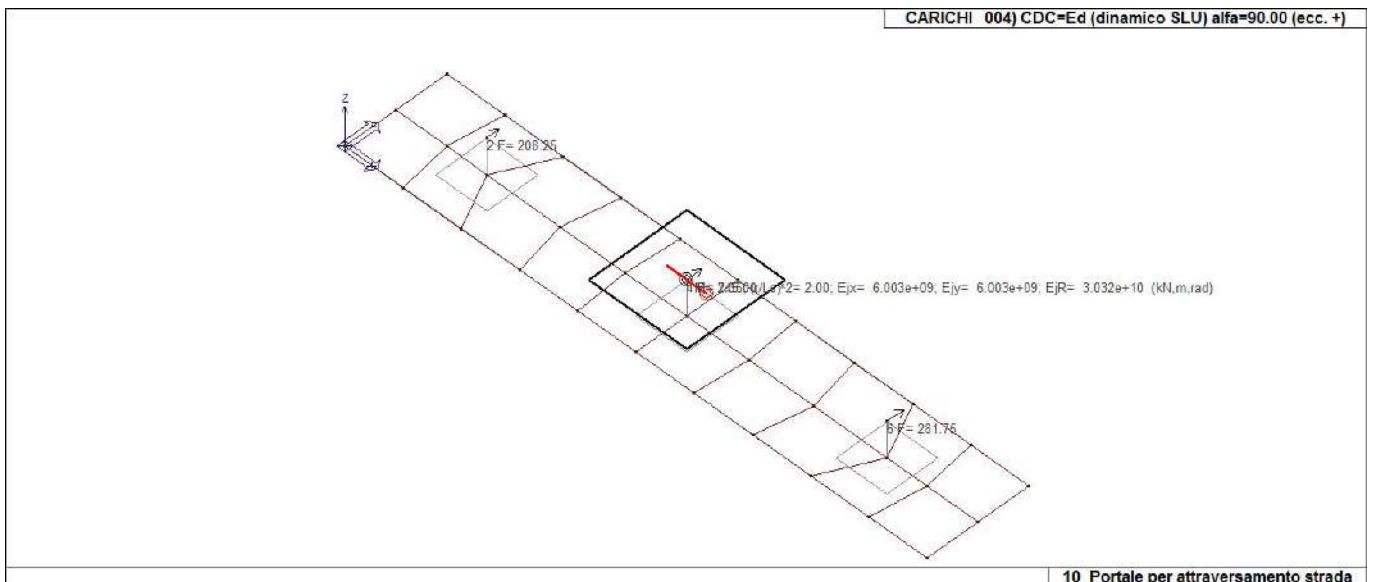 CARICHI 004) CDC=Ed (dinamico SLU) alfa=90.00 (ecc. +)
Z
2 F= 208.25
2= 2.00; Ejx= 6.003e+09; Ejy= 6.003e+09; EjR= 3.032e+10 (kN,m,rad)
6 F= 281.75
10 Portale per attraversamento strada